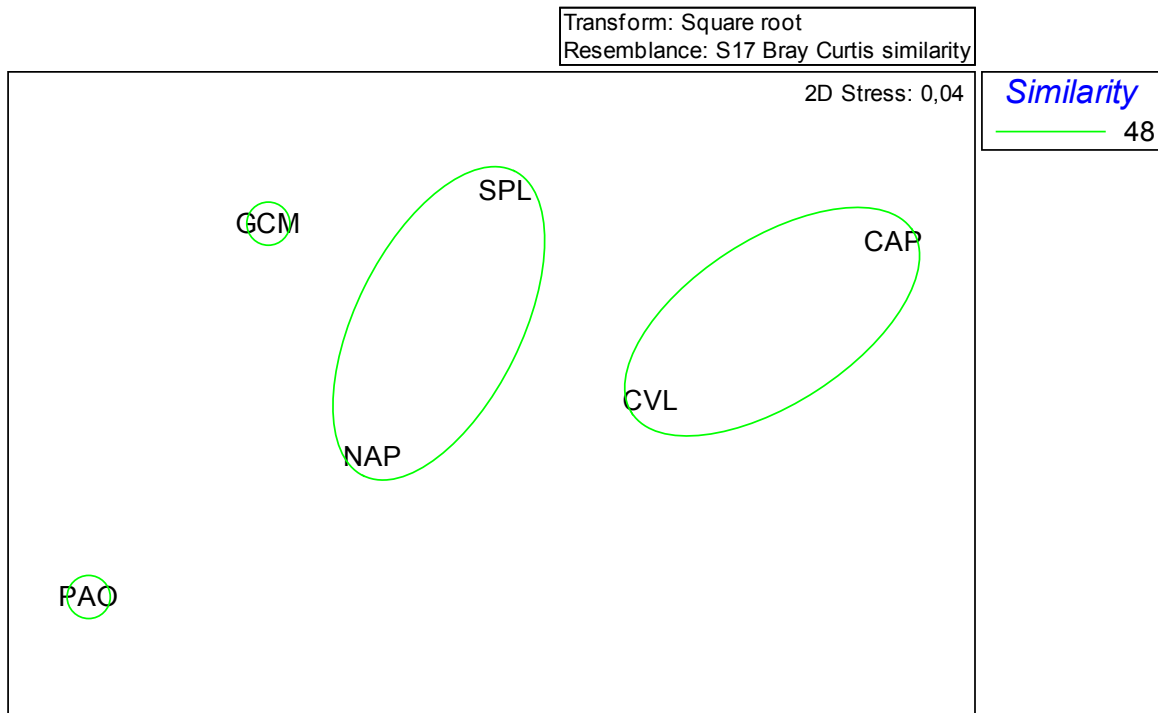 Transform: Square root
Resemblance: S17 Bray Curtis similarity
2D Stress: 0,04
Similarity
48
SPL
GCM
CAP
CVL
NAP
PAO